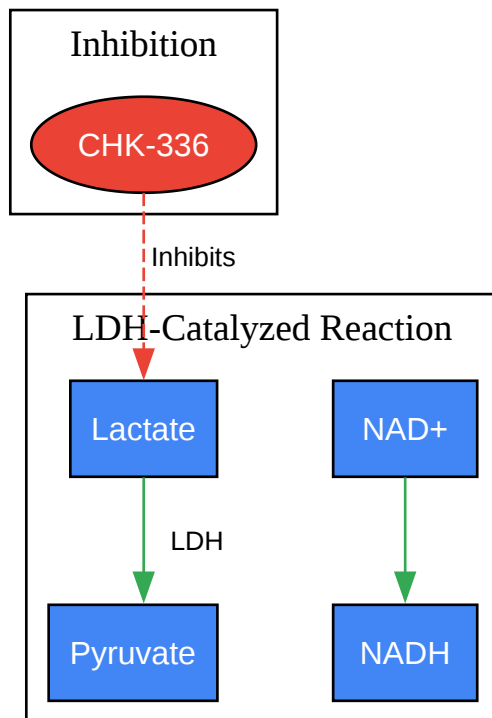 Inhibition
CHK-336
Inhibits
LDH-Catalyzed Reaction
Lactate
NAD+
LDH
Pyruvate
NADH